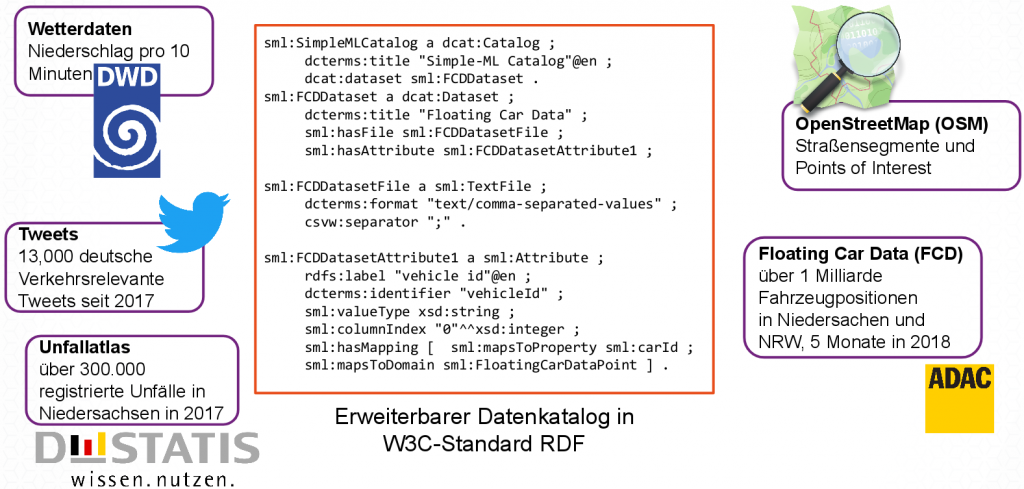 Wetterdaten
Niederschlag pro 10
Minuten
DWD
Tweets
13,000 deutsche
Verkehrsrelevante
Tweets seit 2017
Unfallatlas
über 300.000
registrierte Unfälle in
Niedersachsen in 2017
DESTATIS
wissen.nutzen.
sml:SimpleMLCatalog a dcat:Catalog ;
dcterms:title "Simple-ML Catalog"@en ;
dcat:dataset sml:FCDDataset .
sml:FCDDataset a dcat:Dataset ;
dcterms:title "Floating Car Data" ;
sml:hasFile sml:FCDDatasetFile ;
sml:hasAttribute sml:FCDDatasetAttribute1 ;
sml:FCDDatasetFile a sml:TextFile ;
dcterms:format "text/comma-separated-values" ;
csvw:separator ";" .
sml:FCDDatasetAttribute1 a sml:Attribute ;
rdfs:label "vehicle id"@en ;
dcterms:identifier "vehicleId" ;
sml:valueType xsd:string ;
sml:columnIndex "0"^^xsd:integer ;
sml:hasMapping [ sml:mapsToProperty sml:carId ;
sml:mapsToDomain sml:FloatingCarDataPoint ] .
Erweiterbarer Datenkatalog in
W3C-Standard RDF
OpenStreetMap (OSM)
Straßensegmente und
Points of Interest
Floating Car Data (FCD)
über 1 Milliarde
Fahrzeugpositionen
in Niedersachen und
NRW, 5 Monate in 2018
ADAC